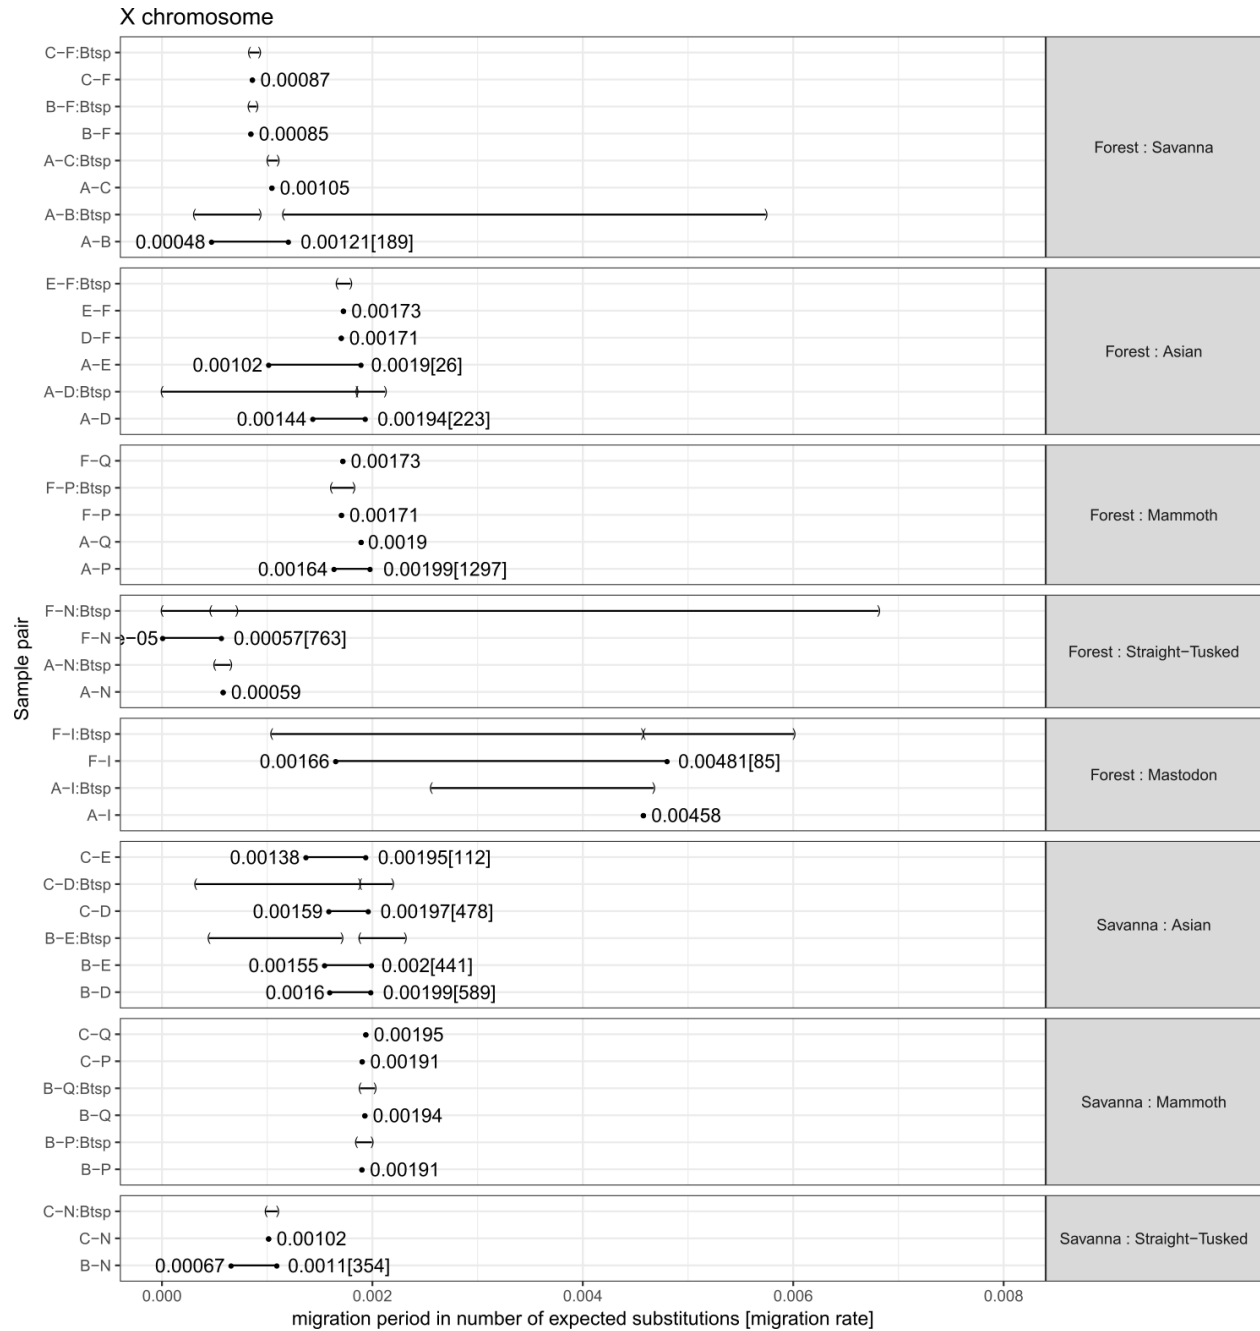 X chromosome
C−F:Btsp
C−F 0.00087
B−F:Btsp
B−F 0.00085
A−C:Btsp
A−C 0.00105
A−B:Btsp
A−B 0.00048 0.00121[189]
Forest : Savanna
E−F:Btsp
E−F 0.00173
D−F 0.00171
A−E 0.00102 0.0019[26]
A−D:Btsp
A−D 0.00144 0.00194[223]
Forest : Asian
F−Q 0.00173
F−P:Btsp
F−P 0.00171
A−Q 0.0019
A−P 0.00164 0.00199[1297]
Forest : Mammoth
F−N:Btsp
F−N e−05 0.00057[763]
A−N:Btsp
A−N 0.00059
Forest : Straight−Tusked
F−I:Btsp
F−I 0.00166 0.00481[85]
A−I:Btsp
A−I 0.00458
Forest : Mastodon
C−E 0.00138 0.00195[112]
C−D:Btsp
C−D 0.00159 0.00197[478]
B−E:Btsp
B−E 0.00155 0.002[441]
B−D 0.0016 0.00199[589]
Savanna : Asian
C−Q 0.00195
C−P 0.00191
B−Q:Btsp
B−Q 0.00194
B−P:Btsp
B−P 0.00191
Savanna : Mammoth
C−N:Btsp
C−N 0.00102
B−N 0.00067 0.0011[354]
Savanna : Straight−Tusked
Sample pair
0.000 0.002 0.004 0.006 0.008
migration period in number of expected substitutions [migration rate]